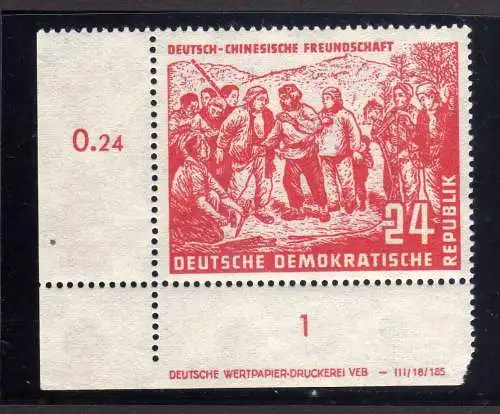 DEUTSCH-CHINESISCHE FREUNDSCHAFT
0.24
24
DEUTSCHE DEMOKRATISCHE
REPUBLIK
1
DEUTSCHE WERTPAPIER-DRUCKEREI VEB – III/18/185